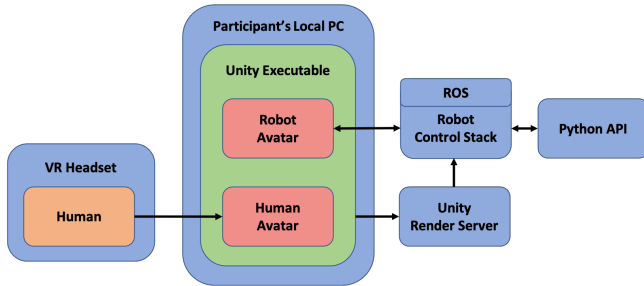 Participant's Local PC
Unity Executable
Robot
Avatar
ROS
Robot
Control Stack
Python API
VR Headset
Human
Human
Avatar
Unity
Render Server